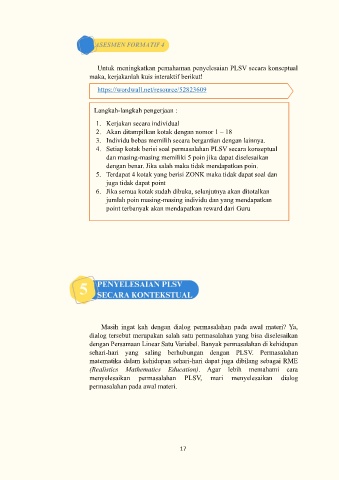 ASESMEN FORMATIF 4
Untuk meningkatkan pemahaman penyelesaian PLSV secara konseptual
maka, kerjakanlah kuis interaktif berikut!
https://wordwall.net/resource/52823609
Langkah-langkah pengerjaan :
1. Kerjakan secara individual
2. Akan ditampilkan kotak dengan nomor 1 – 18
3. Individu bebas memilih secara bergantian dengan lainnya.
4. Setiap kotak berisi soal permasalahan PLSV secara konseptual
dan masing-masing memiliki 5 poin jika dapat diselesaikan
dengan benar. Jika salah maka tidak mendapatkan poin.
5. Terdapat 4 kotak yang berisi ZONK maka tidak dapat soal dan
juga tidak dapat point
6. Jika semua kotak sudah dibuka, selanjutnya akan ditotalkan
jumlah poin masing-masing individu dan yang mendapatkan
point terbanyak akan mendapatkan reward dari Guru
5 PENYELESAIAN PLSV
SECARA KONTEKSTUAL
Masih ingat kah dengan dialog permasalahan pada awal materi? Ya,
dialog tersebut merupakan salah satu permasalahan yang bisa diselesaikan
dengan Persamaan Linear Satu Variabel. Banyak permasalahan di kehidupan
sehari-hari yang saling berhubungan dengan PLSV. Permasalahan
matematika dalam kehidupan sehari-hari dapat juga dibilang sebagai RME
(Realistics Mathematics Education). Agar lebih memahami cara
menyelesaikan permasalahan PLSV, mari menyelesaikan dialog
permasalahan pada awal materi.
17